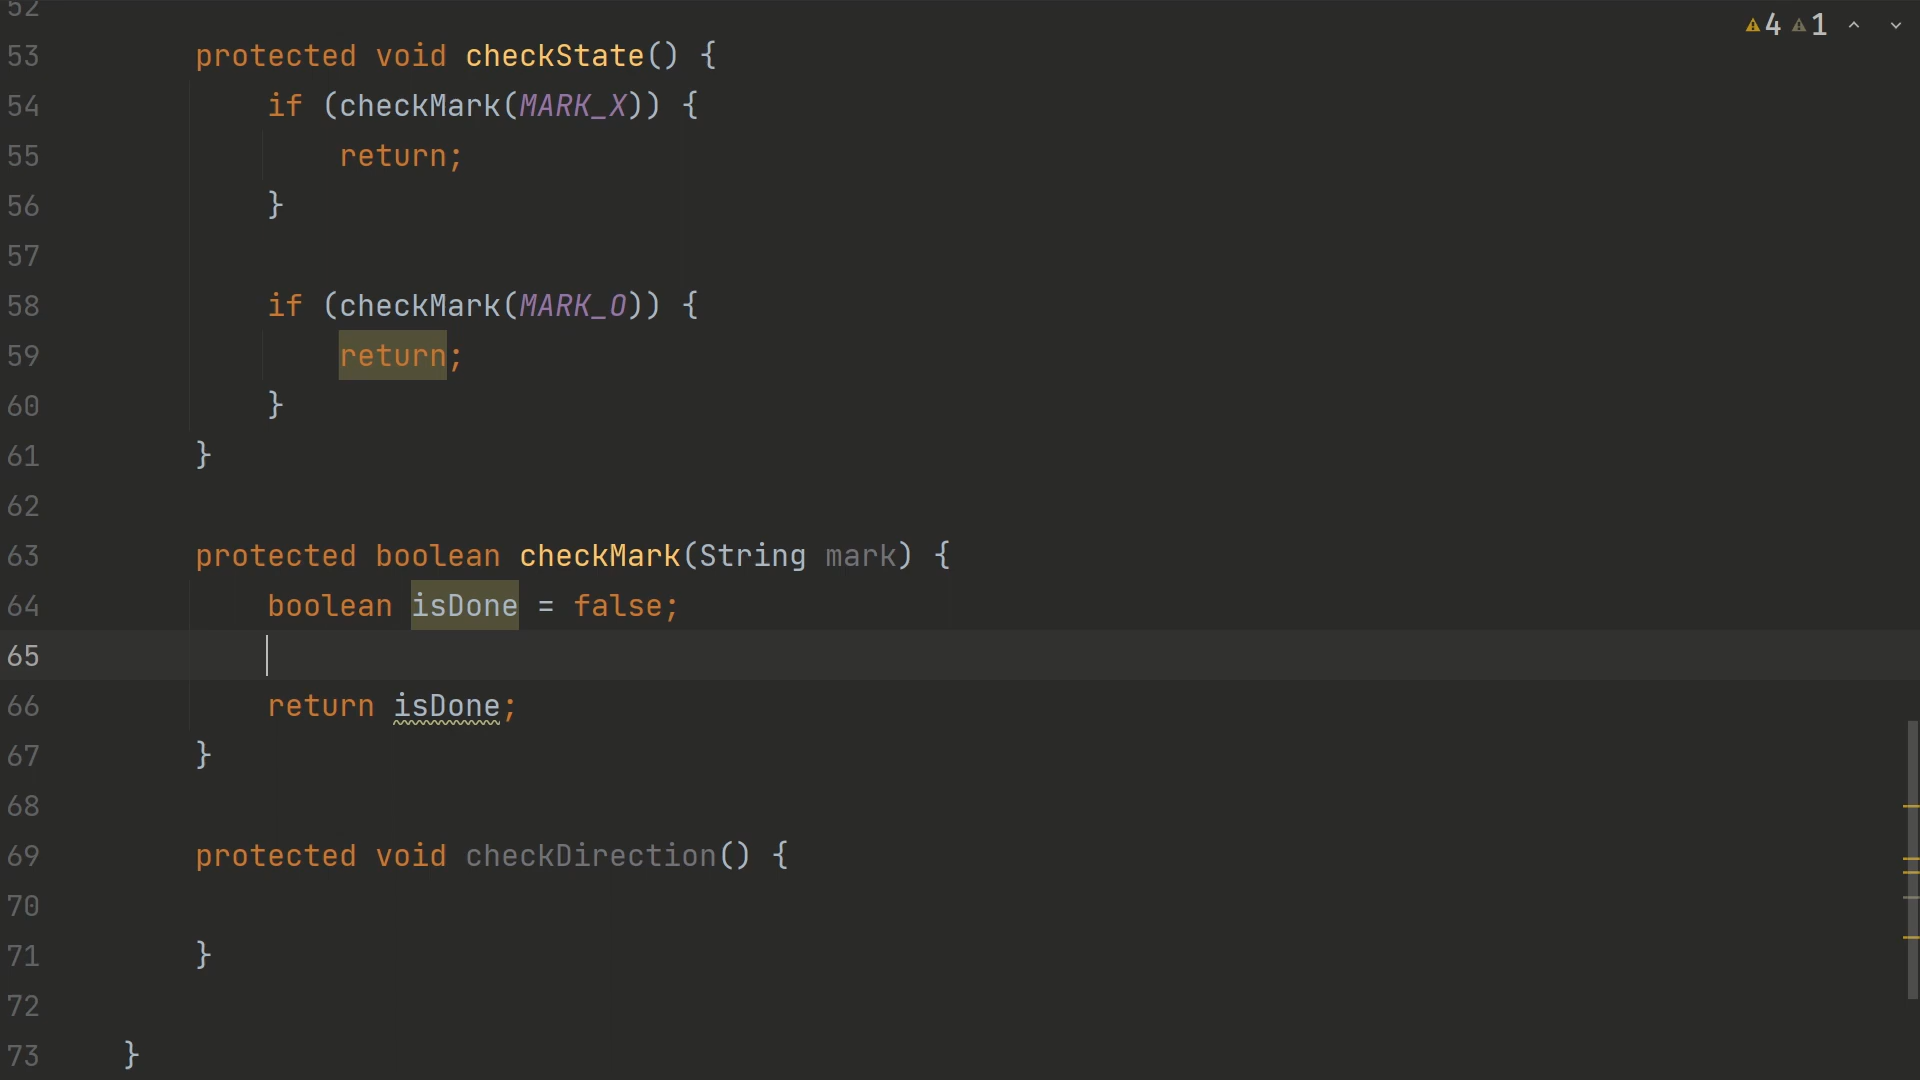 52
4 1
53 protected void checkState() {
54 if (checkMark(MARK_X)) {
55 return;
56 }
57
58 if (checkMark(MARK_O)) {
59 return;
60 }
61 }
62
63 protected boolean checkMark(String mark) {
64 boolean isDone = false;
65
66 return isDone;
67 }
68
69 protected void checkDirection() {
70
71 }
72
73 }